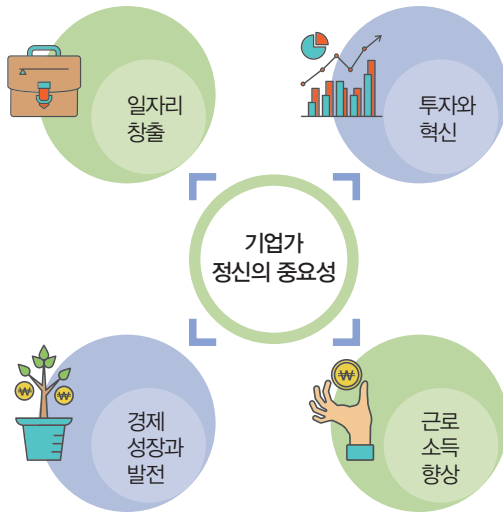 일자리
창출
투자와
혁신
기업가
정신의 중요성
경제
성장과
발전
근로
소득
향상